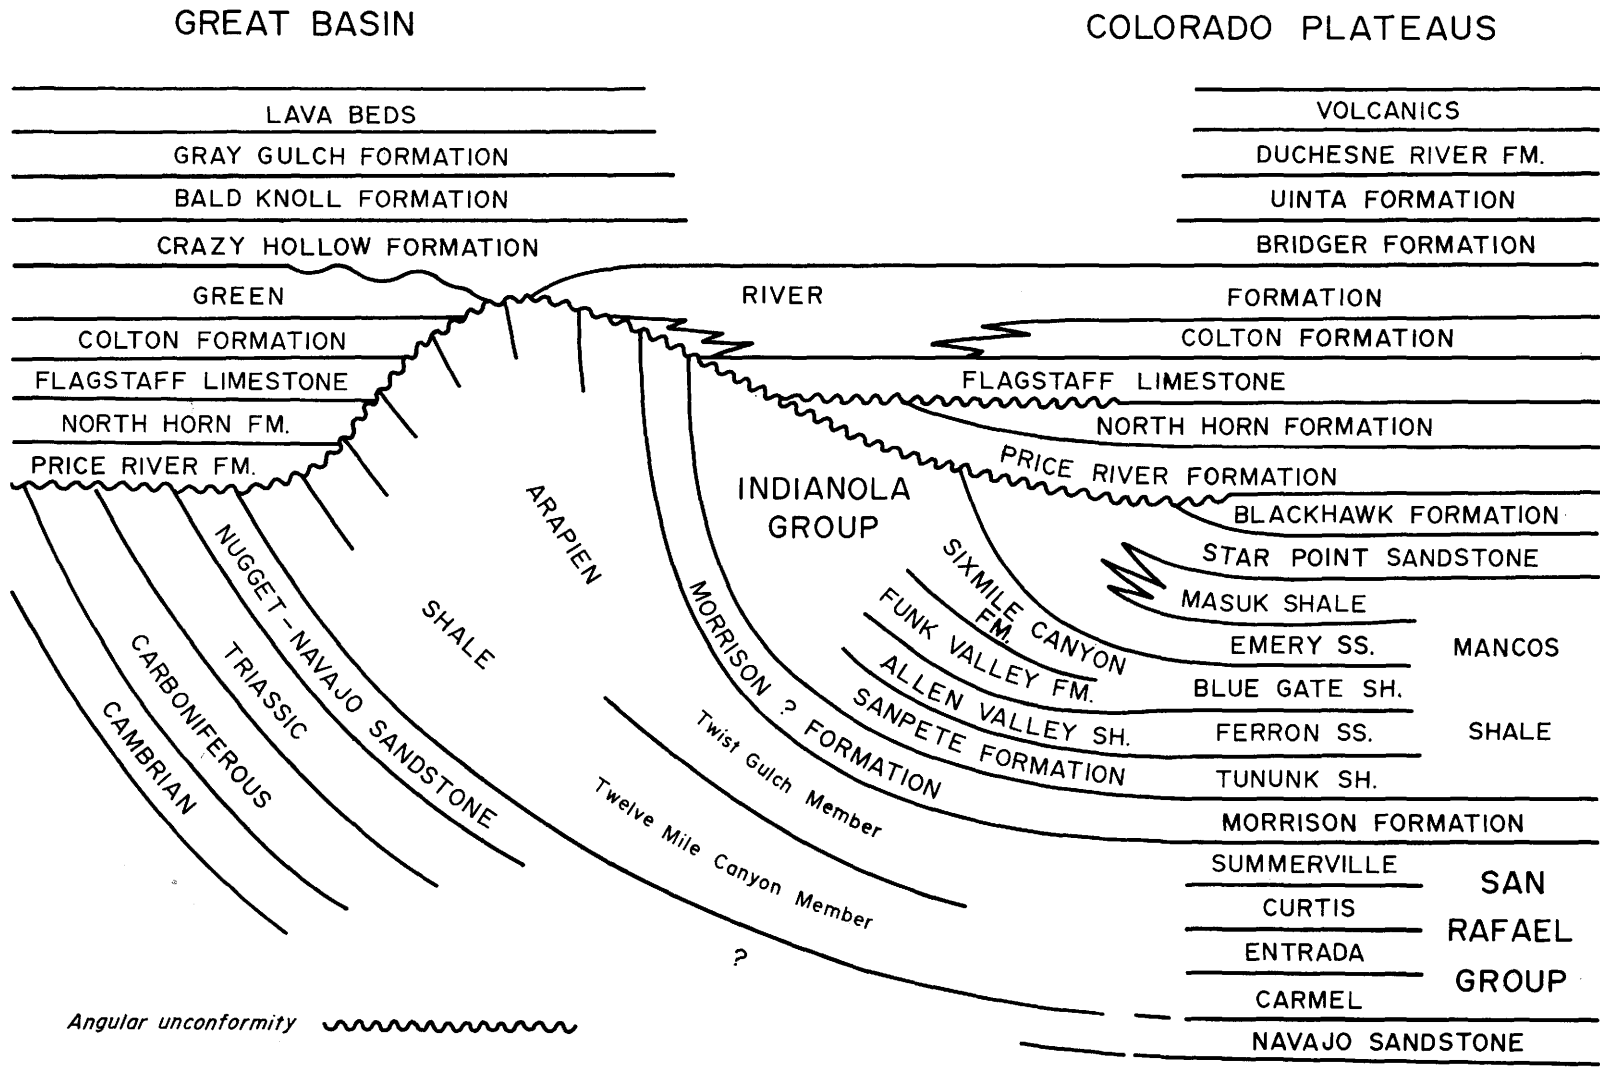 GREAT BASIN
COLORADO PLATEAUS
LAVA BEDS
VOLCANICS
GRAY GULCH FORMATION
DUCHESNE RIVER FM.
BALD KNOLL FORMATION
UINTA FORMATION
CRAZY HOLLOW FORMATION
BRIDGER FORMATION
GREEN RIVER FORMATION
COLTON FORMATION
COLTON FORMATION
FLAGSTAFF LIMESTONE
FLAGSTAFF LIMESTONE
NORTH HORN FM.
NORTH HORN FORMATION
PRICE RIVER FM.
PRICE RIVER FORMATION
INDIANOLA
GROUP
BLACKHAWK FORMATION
STAR POINT SANDSTONE
MASUK SHALE
EMERY SS.
MANCOS
BLUE GATE SH.
FERRON SS.
SHALE
TUNUNK SH.
SIXMILE CANYON
FM.
FUNK VALLEY FM.
ALLEN VALLEY SH.
SANPETE FORMATION
MORRISON ? FORMATION
MORRISON FORMATION
ARAPIEN
SHALE
Twist Gulch Member
Twelve Mile Canyon Member
?
NUGGET-NAVAJO SANDSTONE
TRIASSIC
CARBONIFEROUS
CAMBRIAN
SUMMERVILLE
SAN
CURTIS
RAFAEL
ENTRADA
GROUP
CARMEL
NAVAJO SANDSTONE
Angular unconformity